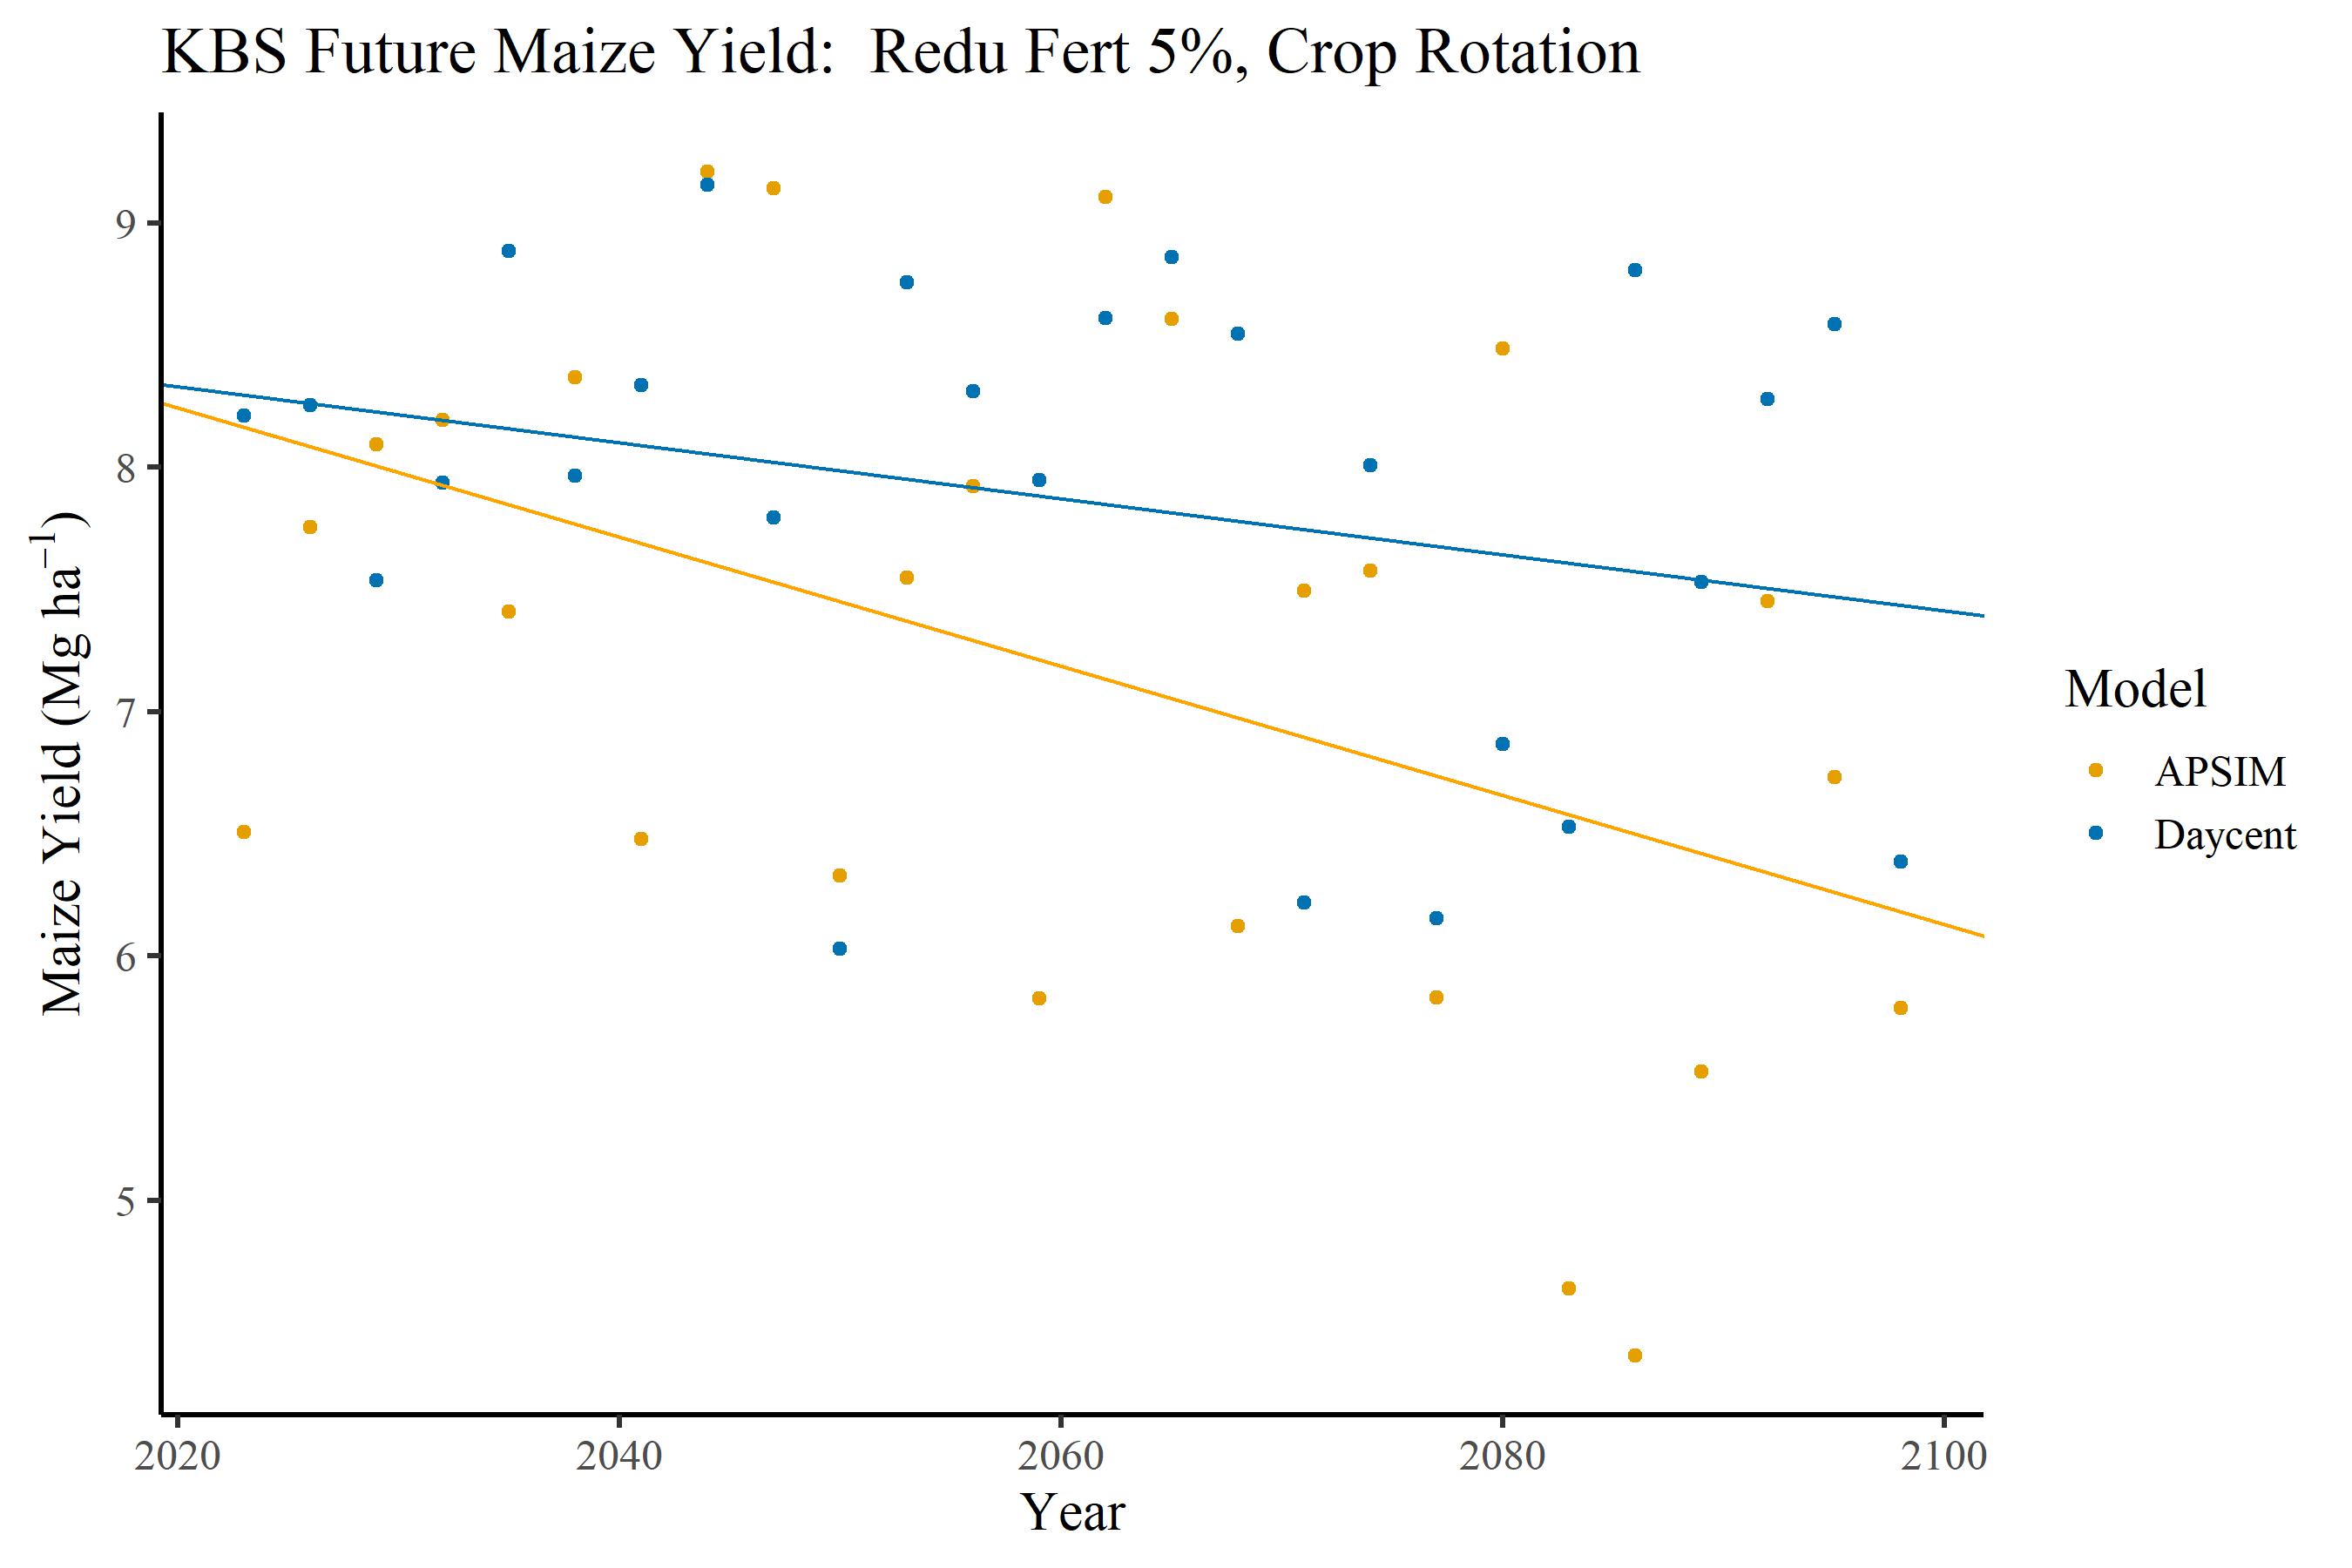 KBS Future Maize Yield:  Redu Fert 5%, Crop Rotation
Maize Yield (Mg ha⁻¹)
9
8
7
6
5
2020 2040 2060 2080 2100
Year
Model
APSIM
Daycent